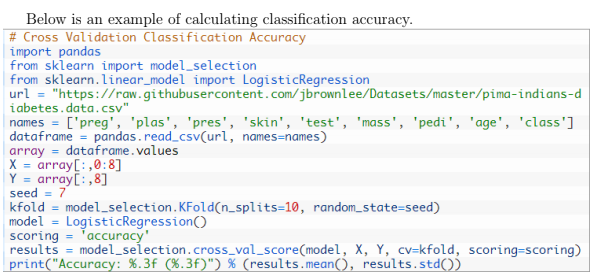 Below is an example of calculating classification accuracy.
# Cross Validation Classification Accuracy
import pandas
from sklearn import model_selection
from sklearn.linear_model import LogisticRegression
url = "https://raw.githubusercontent.com/jbrownlee/Datasets/master/pima-indians-d
iabetes.data.csv"
names = ['preg', 'plas', 'pres', 'skin', 'test', 'mass', 'pedi', 'age', 'class']
dataframe = pandas.read_csv(url, names=names)
array = dataframe.values
X = array[:,0:8]
Y = array[:,8]
seed = 7
kfold = model_selection.KFold(n_splits=10, random_state=seed)
model = LogisticRegression()
scoring = 'accuracy'
results = model_selection.cross_val_score(model, X, Y, cv=kfold, scoring=scoring)
print("Accuracy: %.3f (%.3f)") % (results.mean(), results.std())